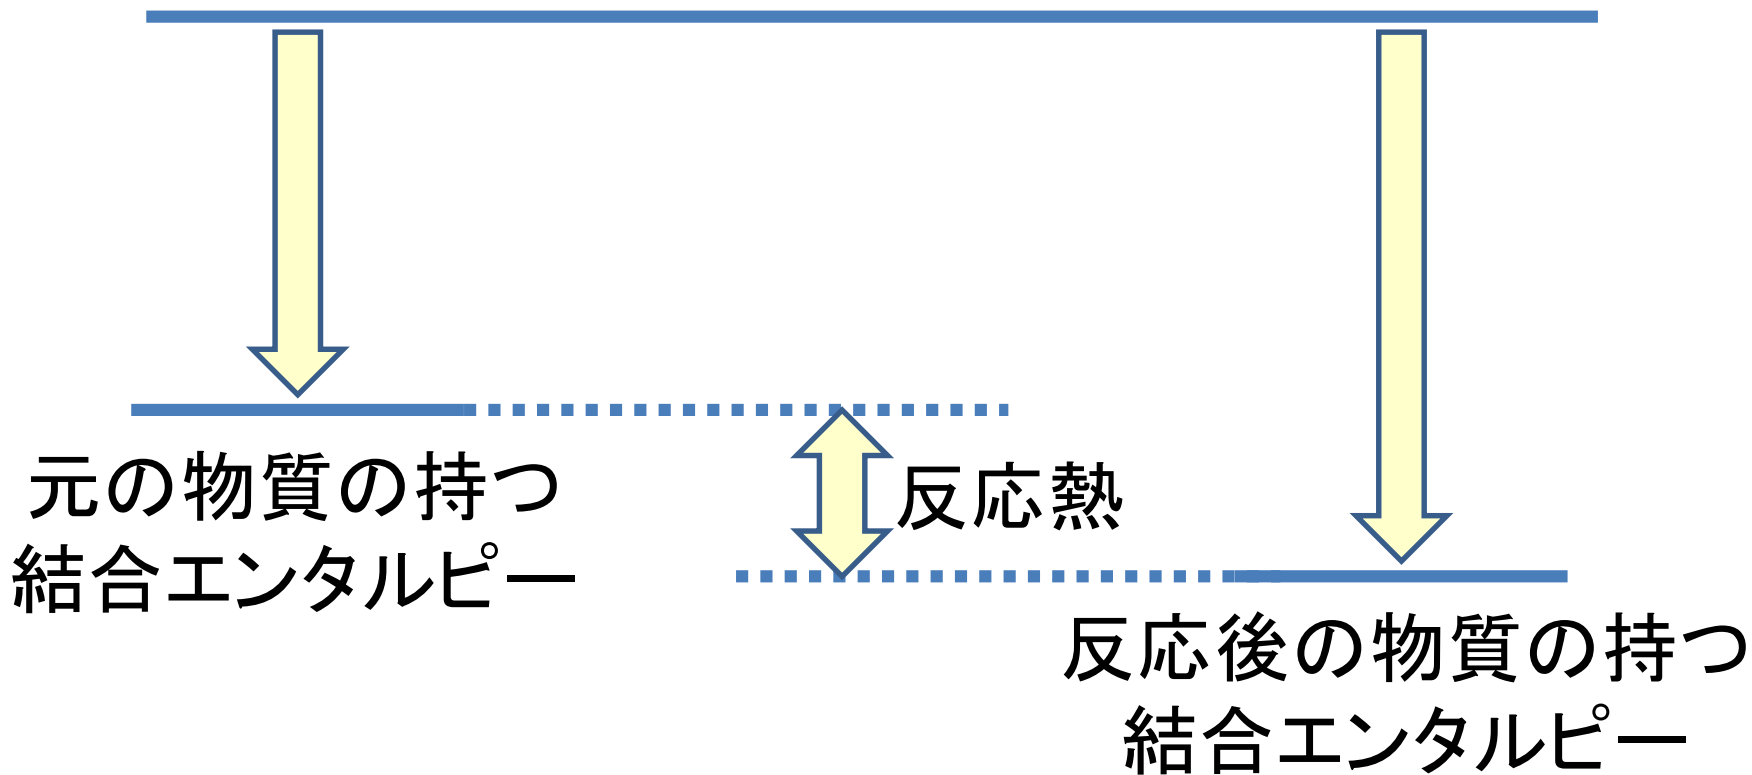 元の物質の持つ
結合エンタルピー
反応熱
反応後の物質の持つ
結合エンタルピー